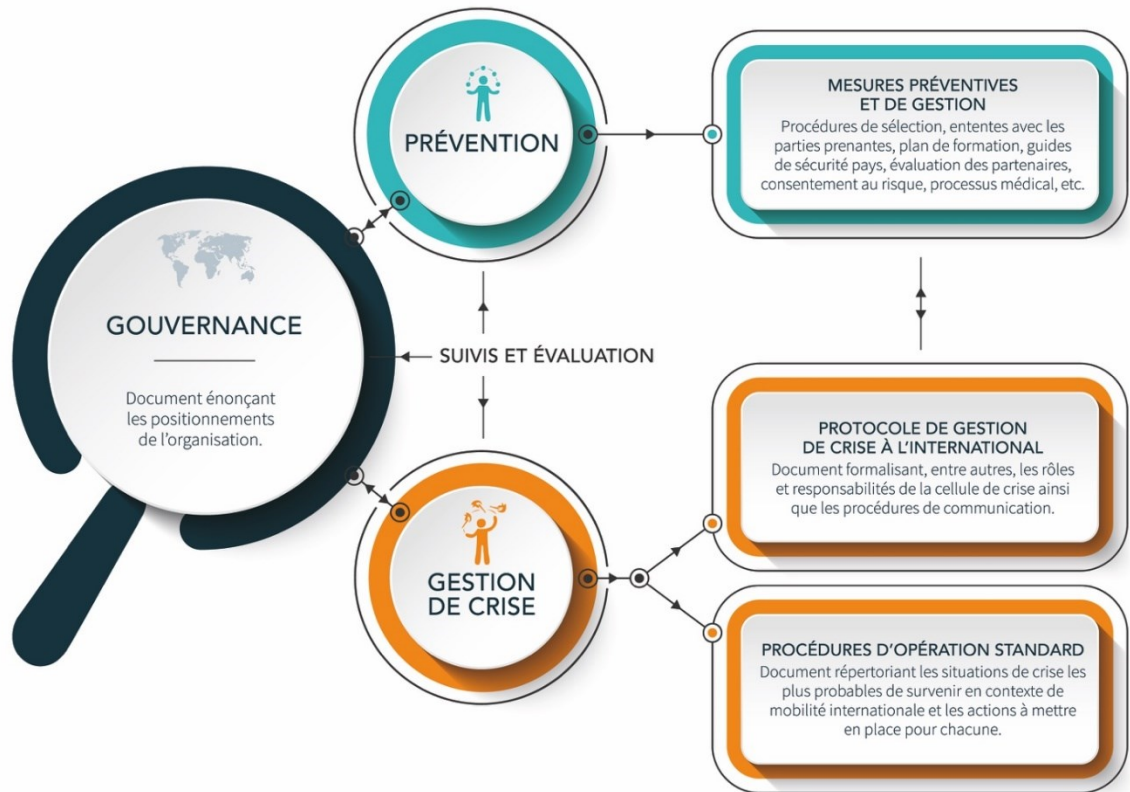 PRÉVENTION
MESURES PRÉVENTIVES
ET DE GESTION
Procédures de sélection, ententes avec les
parties prenantes, plan de formation, guides
de sécurité pays, évaluation des partenaires,
consentement au risque, processus médical, etc.
GOUVERNANCE
Document énonçant
les positionnements
de l’organisation.
SUIVIS ET ÉVALUATION
GESTION
DE CRISE
PROTOCOLE DE GESTION
DE CRISE À L’INTERNATIONAL
Document formalisant, entre autres, les rôles
et responsabilités de la cellule de crise ainsi
que les procédures de communication.
PROCÉDURES D’OPÉRATION STANDARD
Document répertoriant les situations de crise les
plus probables de survenir en contexte de
mobilité internationale et les actions à mettre
en place pour chacune.